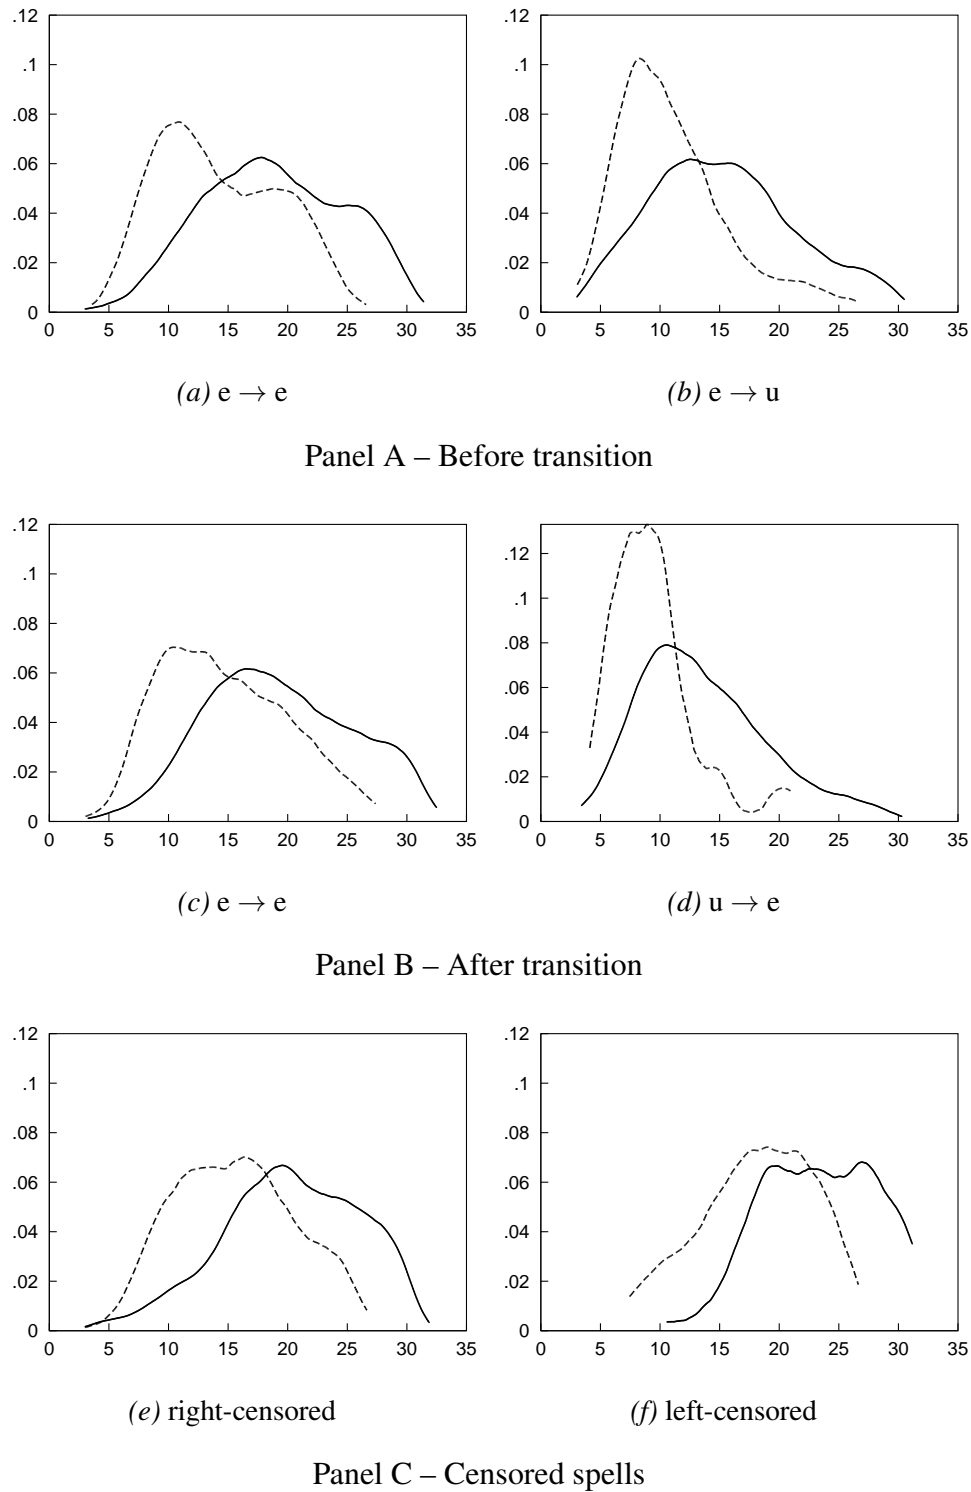 .12 .12
.1 .1
.08 .08
.06 .06
.04 .04
.02 .02
0 0
0 5 10 15 20 25 30 35 0 5 10 15 20 25 30 35
(a) e → e (b) e → u
Panel A – Before transition
.12
.12
.1 .1
.08 .08
.06 .06
.04 .04
.02 .02
0 0
0 5 10 15 20 25 30 35 0 5 10 15 20 25 30 35
(c) e → e (d) u → e
Panel B – After transition
.12 .12
.1 .1
.08 .08
.06 .06
.04 .04
.02 .02
0 0
0 5 10 15 20 25 30 35 0 5 10 15 20 25 30 35
(e) right-censored (f) left-censored
Panel C – Censored spells